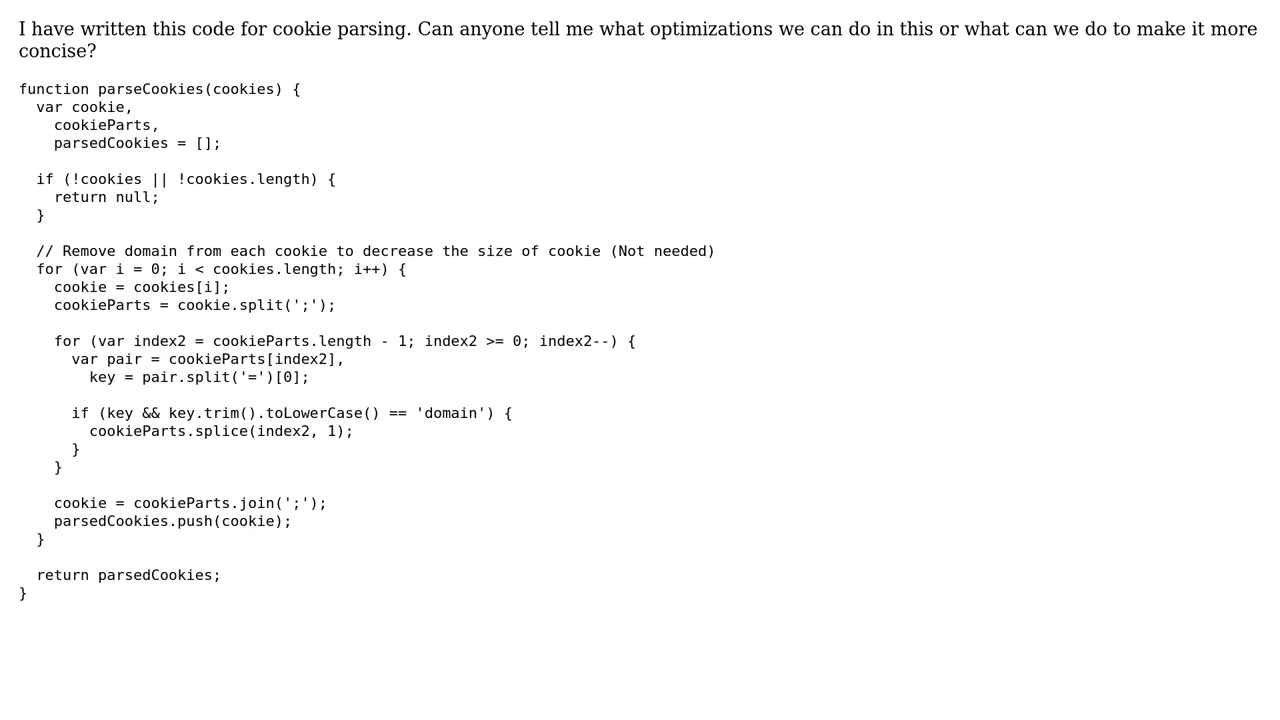 I have written this code for cookie parsing. Can anyone tell me what optimizations we can do in this or what can we do to make it more
concise?
function parseCookies(cookies) {
  var cookie,
    cookieParts,
    parsedCookies = [];

  if (!cookies || !cookies.length) {
    return null;
  }

  // Remove domain from each cookie to decrease the size of cookie (Not needed)
  for (var i = 0; i < cookies.length; i++) {
    cookie = cookies[i];
    cookieParts = cookie.split(';');

    for (var index2 = cookieParts.length - 1; index2 >= 0; index2--) {
      var pair = cookieParts[index2],
        key = pair.split('=')[0];

      if (key && key.trim().toLowerCase() == 'domain') {
        cookieParts.splice(index2, 1);
      }
    }

    cookie = cookieParts.join(';');
    parsedCookies.push(cookie);
  }

  return parsedCookies;
}